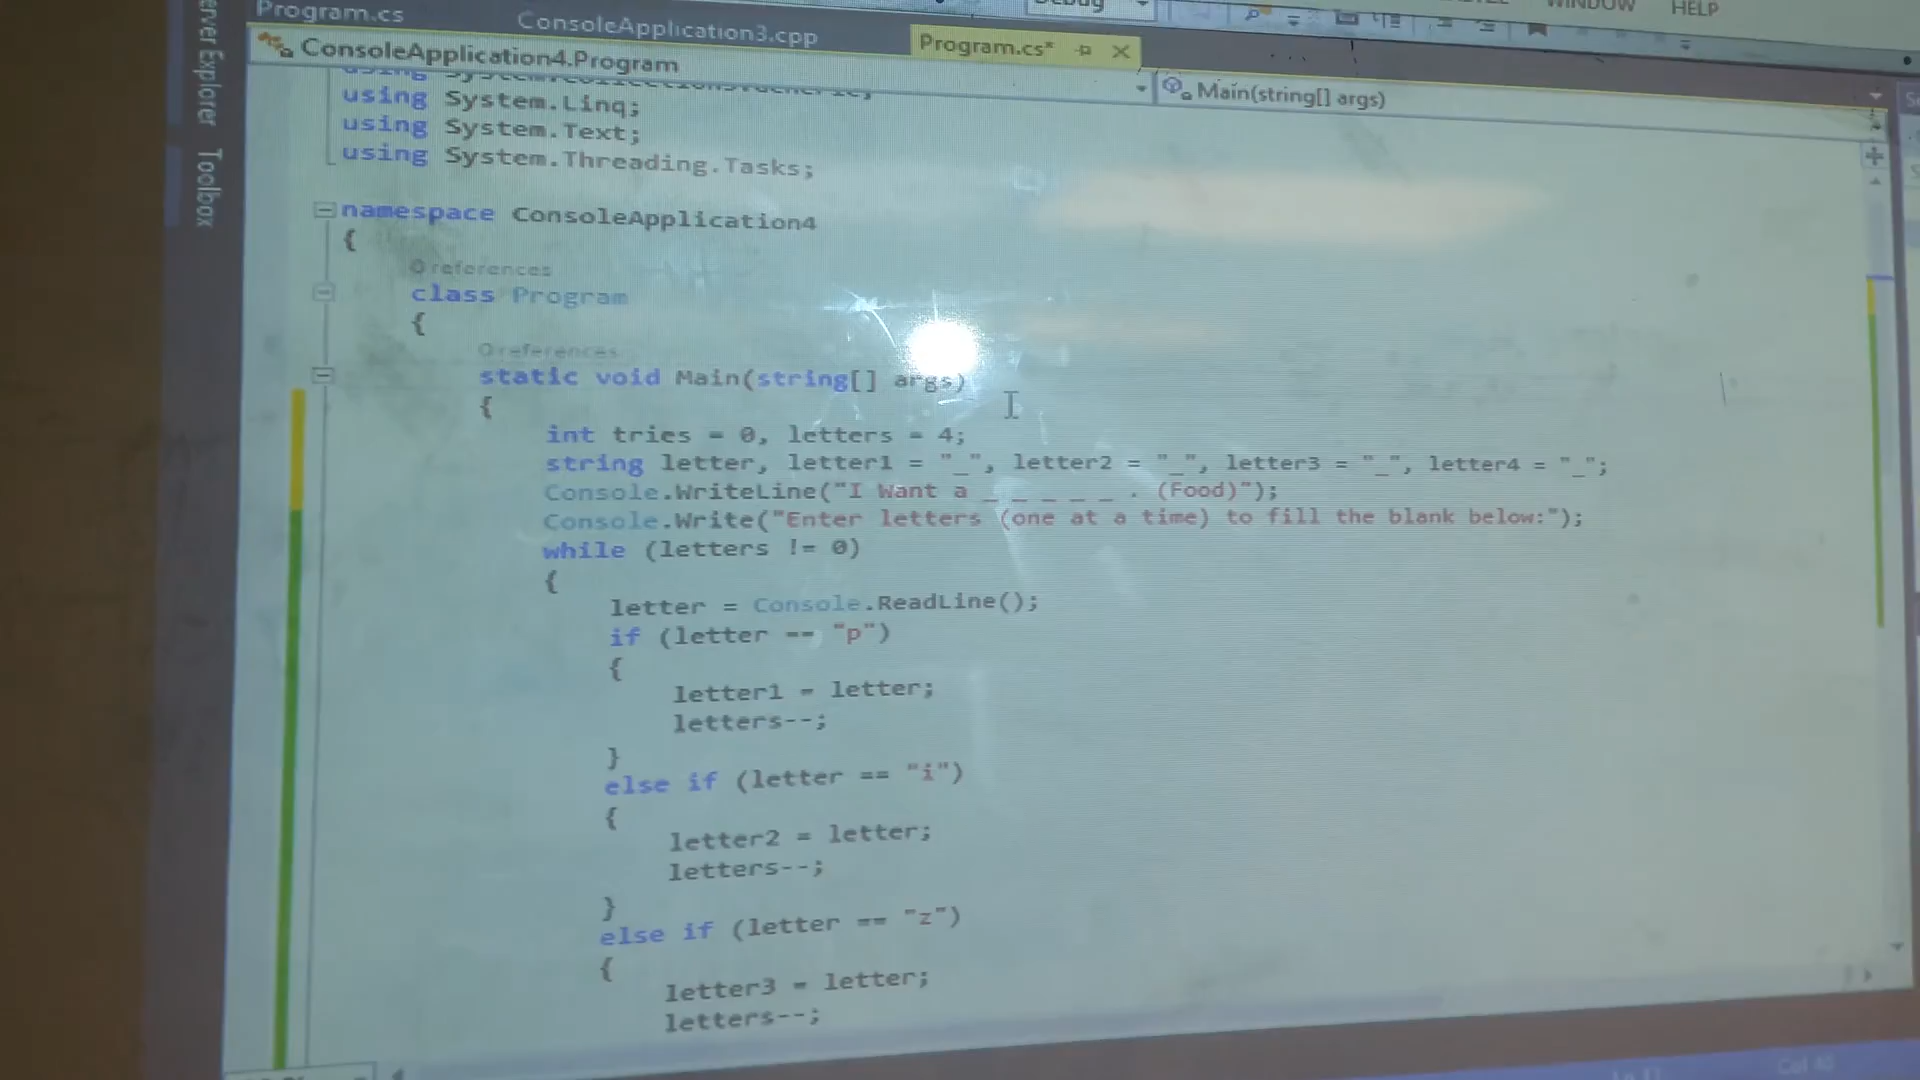 WINDOW HELP
Program.cs ConsoleApplication3.cpp Program.cs*
ConsoleApplication4.Program Main(string[] args)
Toolbox
using System.Linq;
using System.Text;
using System.Threading.Tasks;
namespace ConsoleApplication4
{
0 references
class Program
{
0 references
static void Main(string[] args)
{
int tries = 0, letters = 4;
string letter, letter1 = "_", letter2 = "_", letter3 = "_", letter4 = "_";
Console.WriteLine("I Want a _ _ _ _ _ . (Food)");
Console.Write("Enter letters (one at a time) to fill the blank below:");
while (letters != 0)
{
letter = Console.ReadLine();
if (letter == "p")
{
letter1 = letter;
letters--;
}
else if (letter == "i")
{
letter2 = letter;
letters--;
}
else if (letter == "z")
{
letter3 = letter;
letters--;